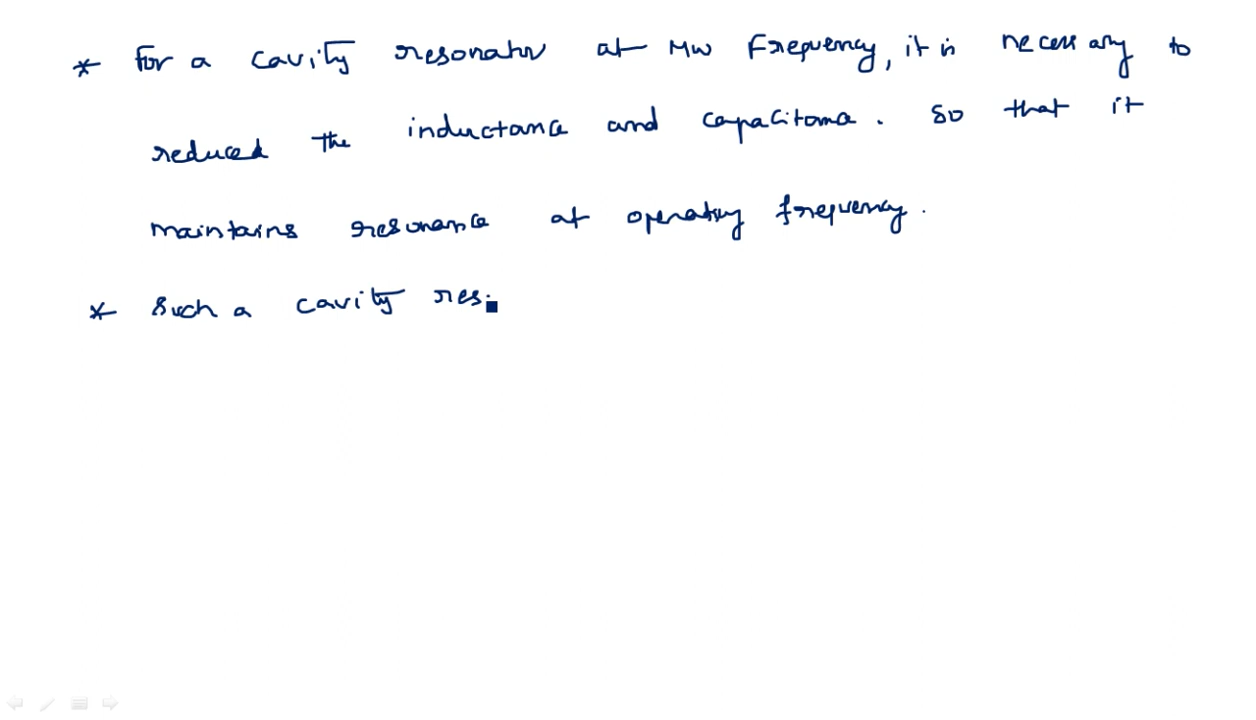 * For a cavity resonator at MW Frequency, it is necessary to
reduced the inductance and capacitance. so that it
maintains resonance at operating frequency.
* Such a cavity res